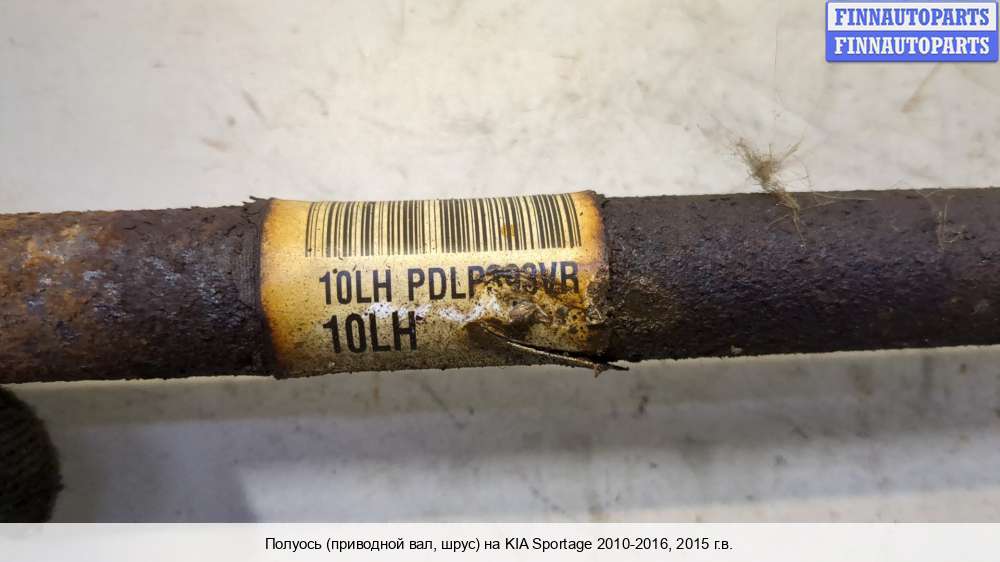 FINNAUTOPARTS
FINNAUTOPARTS
10LH
10LH
Полуось (приводной вал, шрус) на KIA Sportage 2010-2016, 2015 г.в.